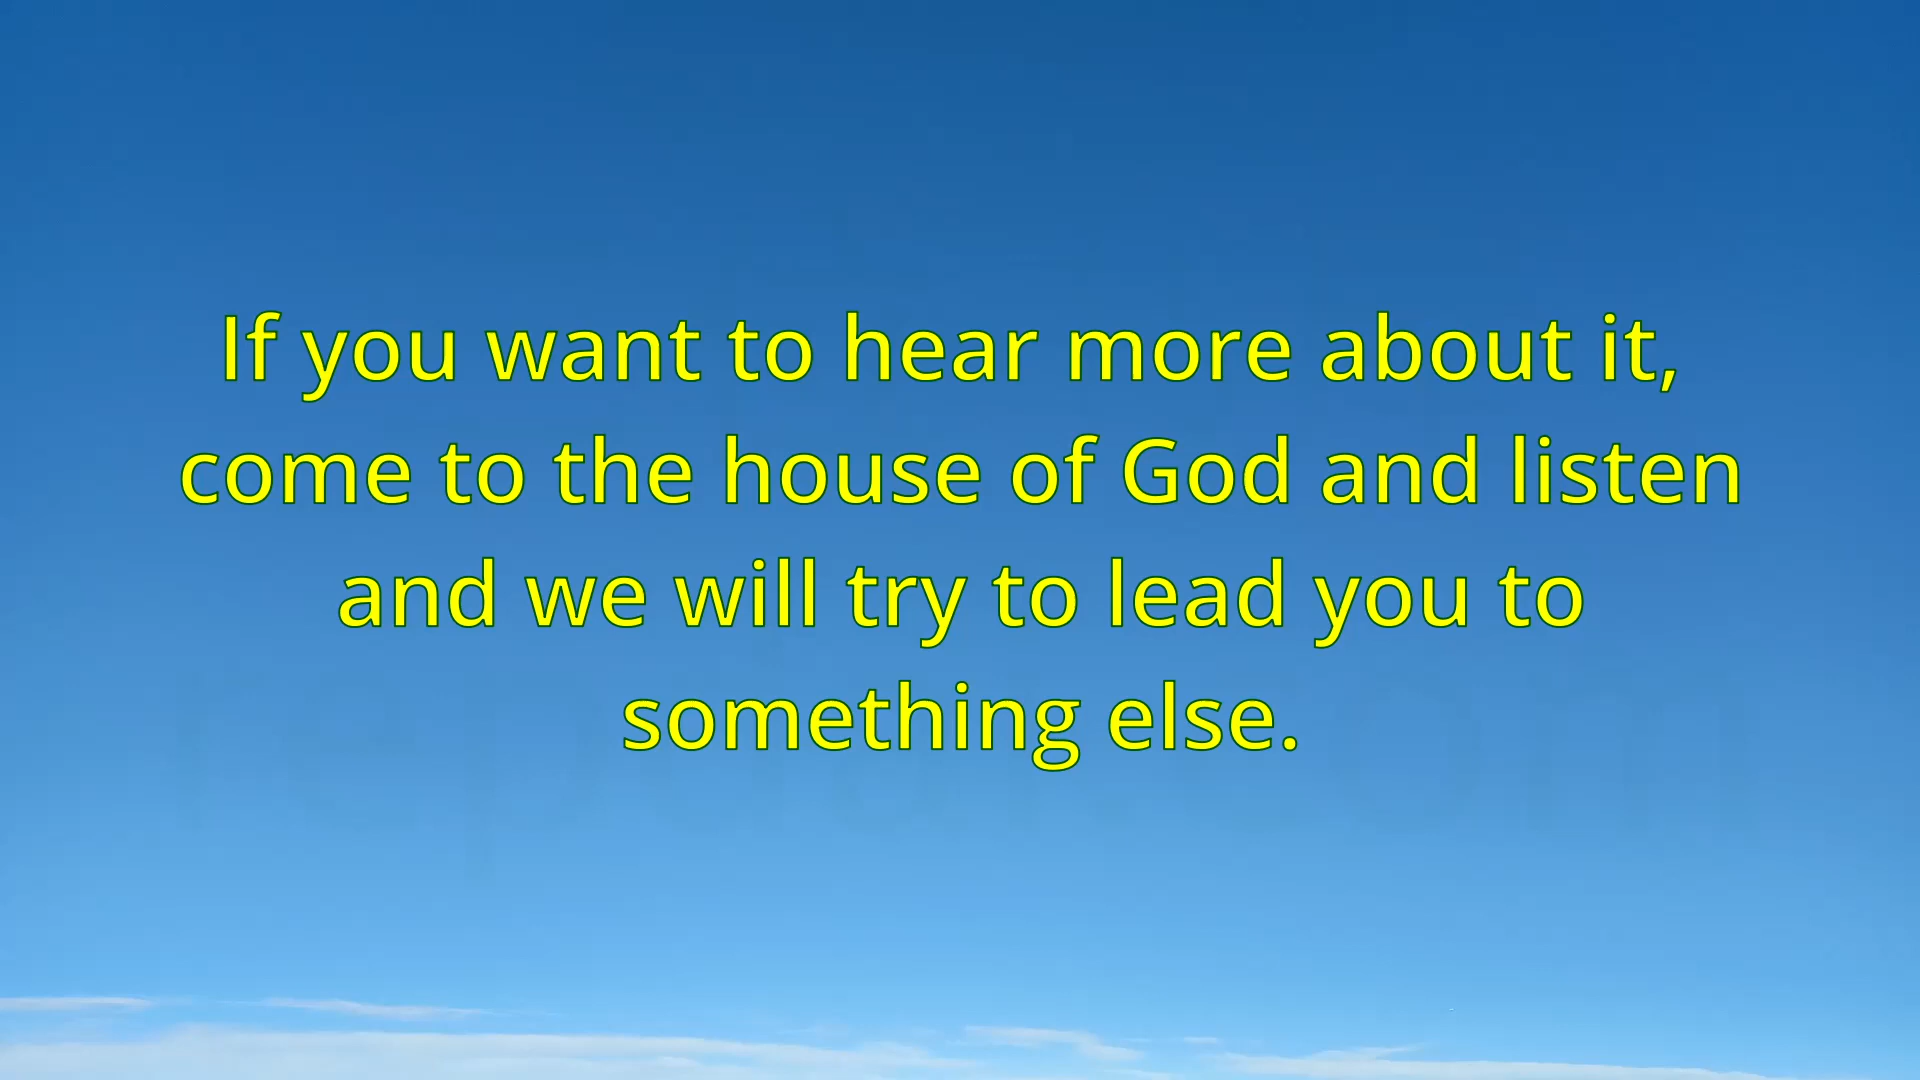 If you want to hear more about it,
come to the house of God and listen
and we will try to lead you to
something else.